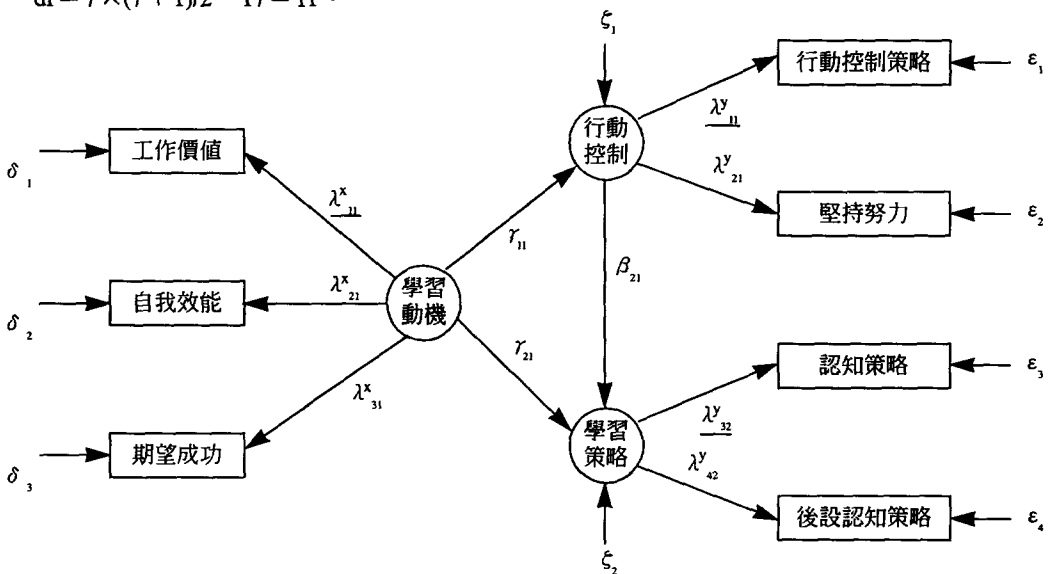 df = 7×(7+1)/2 − 17 = 11。
ζ₁
行動控制策略
ε₁
行動
控制
λʸ₁₁
δ₁
工作價值
λʸ₂₁
λˣ₁₁
堅持努力
ε₂
γ₁₁
β₂₁
δ₂
自我效能
λˣ₂₁
學習
動機
γ₂₁
認知策略
ε₃
λˣ₃₁
λʸ₃₂
δ₃
期望成功
學習
策略
λʸ₄₂
後設認知策略
ε₄
ζ₂